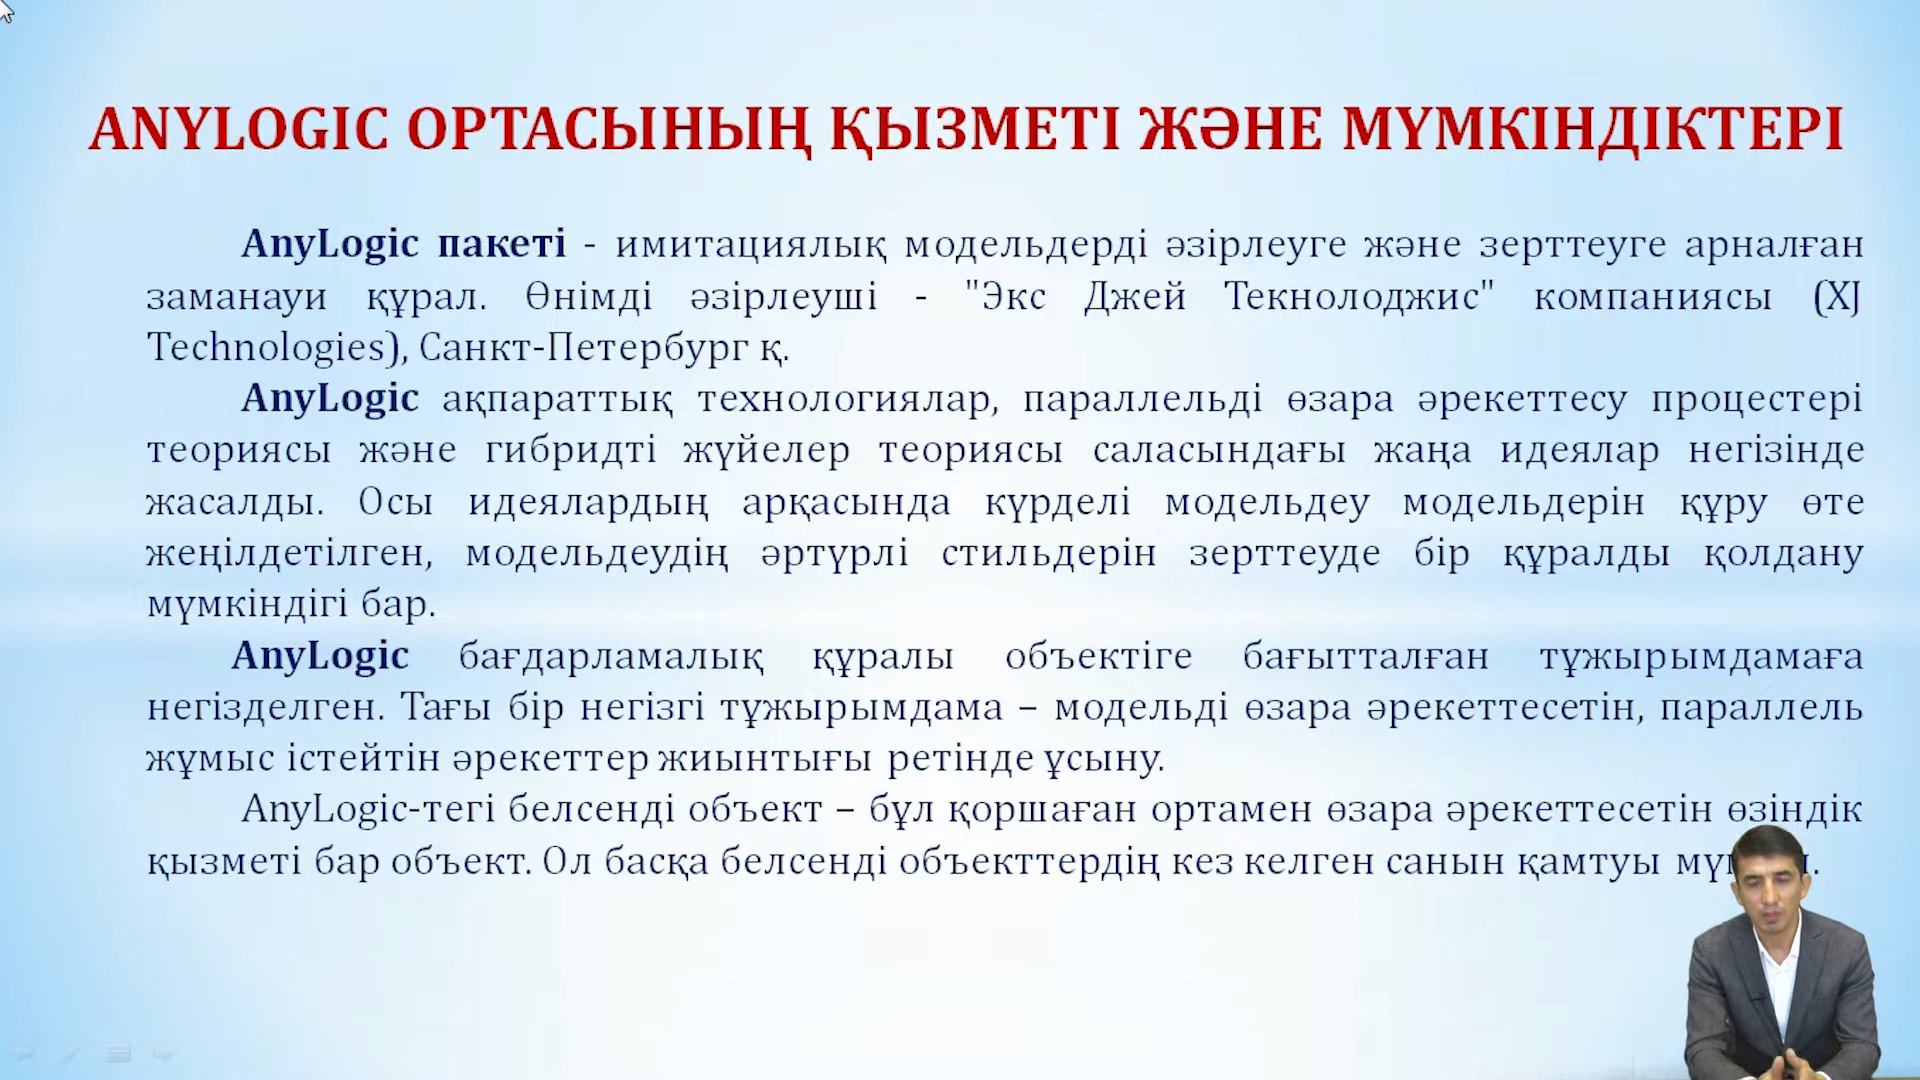 ANYLOGIC ОРТАСЫНЫҢ ҚЫЗМЕТІ ЖӘНЕ МҮМКІНДІКТЕРІ
AnyLogic пакеті - имитациялық модельдерді әзірлеуге және зерттеуге арналған
заманауи құрал. Өнімді әзірлеуші - "Экс Джей Текнолоджис" компаниясы (XJ
Technologies), Санкт-Петербург қ.
AnyLogic ақпараттық технологиялар, параллельді өзара әрекеттесу процестері
теориясы және гибридті жүйелер теориясы саласындағы жаңа идеялар негізінде
жасалды. Осы идеялардың арқасында күрделі модельдеу модельдерін құру өте
жеңілдетілген, модельдеудің әртүрлі стильдерін зерттеуде бір құралды қолдану
мүмкіндігі бар.
AnyLogic бағдарламалық құралы объектіге бағытталған тұжырымдамаға
негізделген. Тағы бір негізгі тұжырымдама – модельді өзара әрекеттесетін, параллель
жұмыс істейтін әрекеттер жиынтығы ретінде ұсыну.
AnyLogic-тегі белсенді объект – бұл қоршаған ортамен өзара әрекеттесетін өзіндік
қызметі бар объект. Ол басқа белсенді объекттердің кез келген санын қамтуы